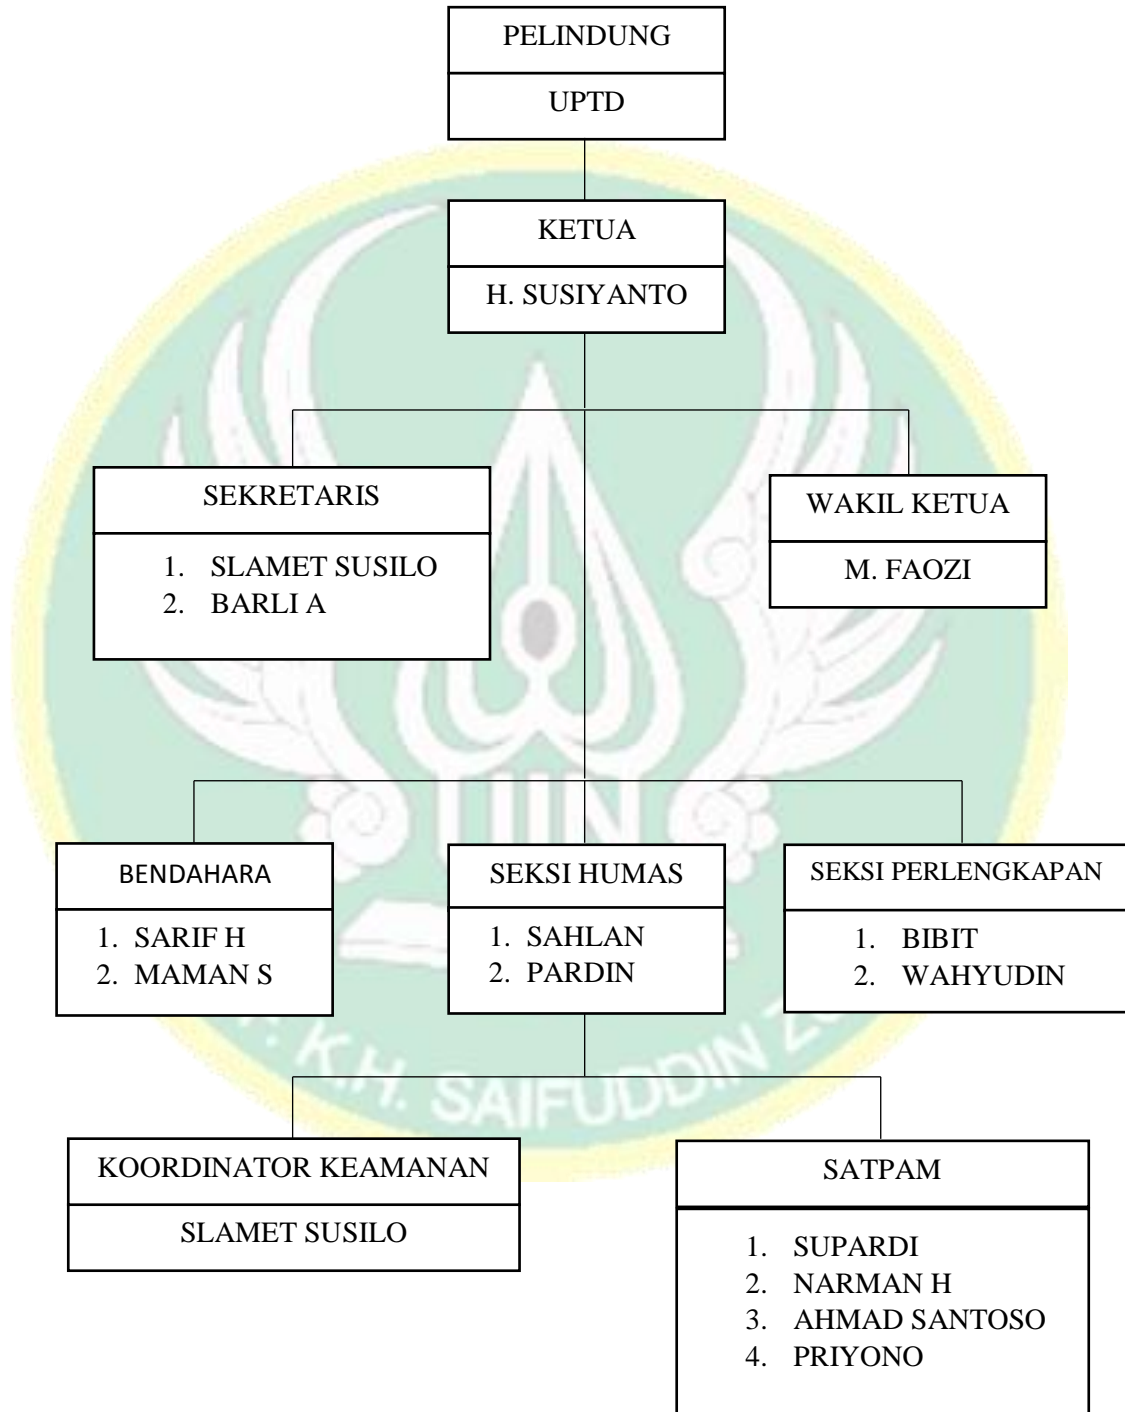 PELINDUNG
UPTD
KETUA
H. SUSIYANTO
SEKRETARIS
1. SLAMET SUSILO
2. BARLI A
WAKIL KETUA
M. FAOZI
BENDAHARA
1. SARIF H
2. MAMAN S
SEKSI HUMAS
1. SAHLAN
2. PARDIN
SEKSI PERLENGKAPAN
1. BIBIT
2. WAHYUDIN
UIN
K.H. SAIFUDDIN
KOORDINATOR KEAMANAN
SLAMET SUSILO
SATPAM
1. SUPARDI
2. NARMAN H
3. AHMAD SANTOSO
4. PRIYONO